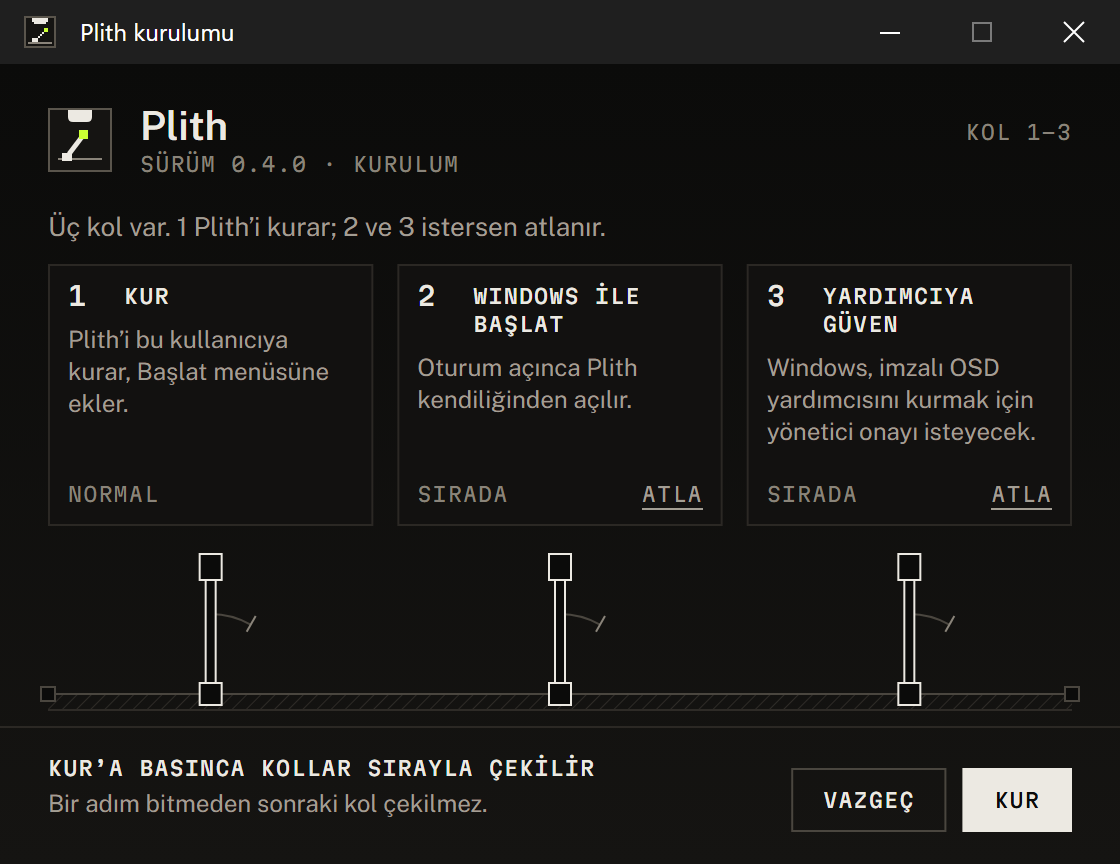 Plith kurulumu
Plith
SÜRÜM 0.4.0 · KURULUM
KOL 1–3
Üç kol var. 1 Plith’i kurar; 2 ve 3 istersen atlanır.
1 KUR
Plith’i bu kullanıcıya
kurar, Başlat menüsüne
ekler.
NORMAL
2 WINDOWS İLE
BAŞLAT
Oturum açınca Plith
kendiliğinden açılır.
SIRADA ATLA
3 YARDIMCIYA
GÜVEN
Windows, imzalı OSD
yardımcısını kurmak için
yönetici onayı isteyecek.
SIRADA ATLA
KUR’A BASINCA KOLLAR SIRAYLA ÇEKİLİR
Bir adım bitmeden sonraki kol çekilmez.
VAZGEÇ
KUR